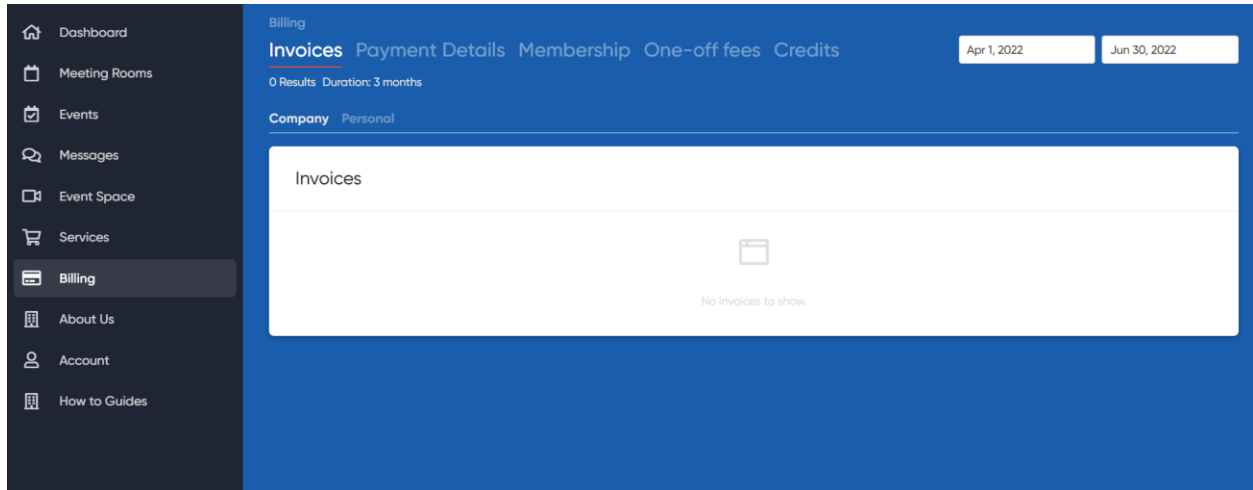 Dashboard
Meeting Rooms
Events
Messages
Event Space
Services
Billing
About Us
Account
How to Guides
Billing
Invoices Payment Details Membership One-off fees Credits
Apr 1, 2022 Jun 30, 2022
0 Results Duration: 3 months
Company Personal
Invoices
No invoices to show.